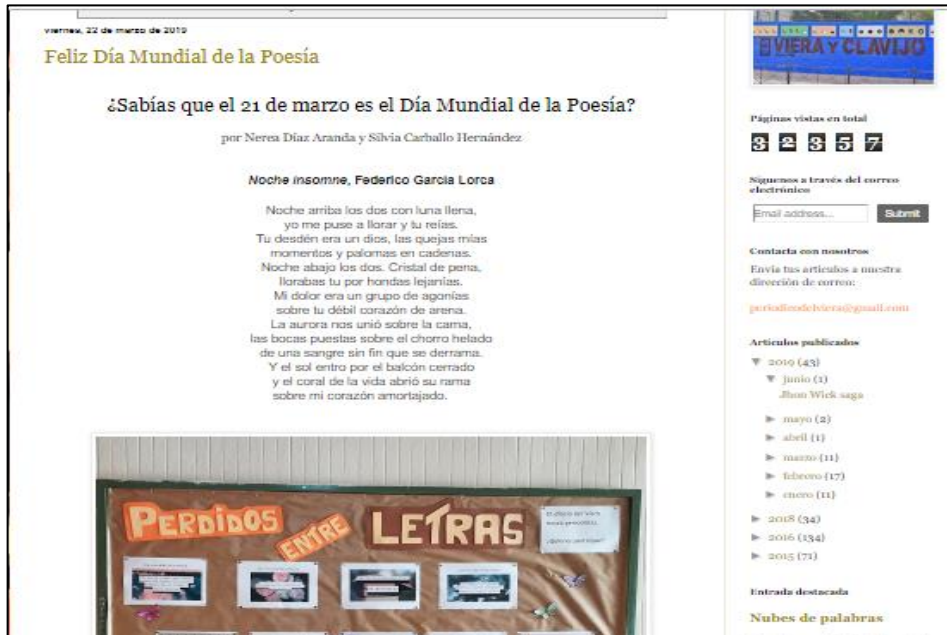 viernes, 22 de marzo de 2019
Feliz Día Mundial de la Poesía
¿Sabías que el 21 de marzo es el Día Mundial de la Poesía?
por Nerea Díaz Aranda y Silvia Carballo Hernández
Noche insomne, Federico García Lorca
Noche arriba los dos con luna llena,
yo me puse a llorar y tu reías.
Tu desdén era un dios, las quejas mías
momentos y palomas en cadenas.
Noche abajo los dos. Cristal de pena,
llorabas tu por hondas lejanías.
Mi dolor era un grupo de agonías
sobre tu débil corazón de arena.
La aurora nos unió sobre la cama,
las bocas puestas sobre el chorro helado
de una sangre sin fin que se derrama.
Y el sol entro por el balcón cerrado
y el coral de la vida abrió su rama
sobre mi corazón amortajado.
PERDIDOS
ENTRE
LETRAS
VIERA Y CLAVIJO
Páginas vistas en total
3 2 3 5 7
Síguenos a través del correo
electrónico
Email address...
Submit
Contacta con nosotros
Envía tus artículos a nuestra
dirección de correo:
periodicodelviera@gmail.com
Artículos publicados
▼ 2019 (43)
▼ junio (1)
Jhon Wick saga
► mayo (2)
► abril (1)
► marzo (11)
► febrero (17)
► enero (11)
► 2018 (34)
► 2016 (134)
► 2015 (71)
Entrada destacada
Nubes de palabras